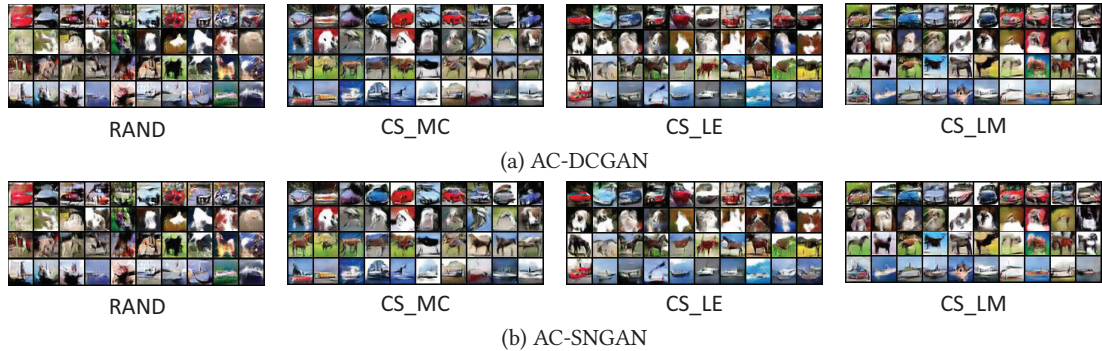 RAND CS_MC CS_LE CS_LM
(a) AC-DCGAN
RAND CS_MC CS_LE CS_LM
(b) AC-SNGAN